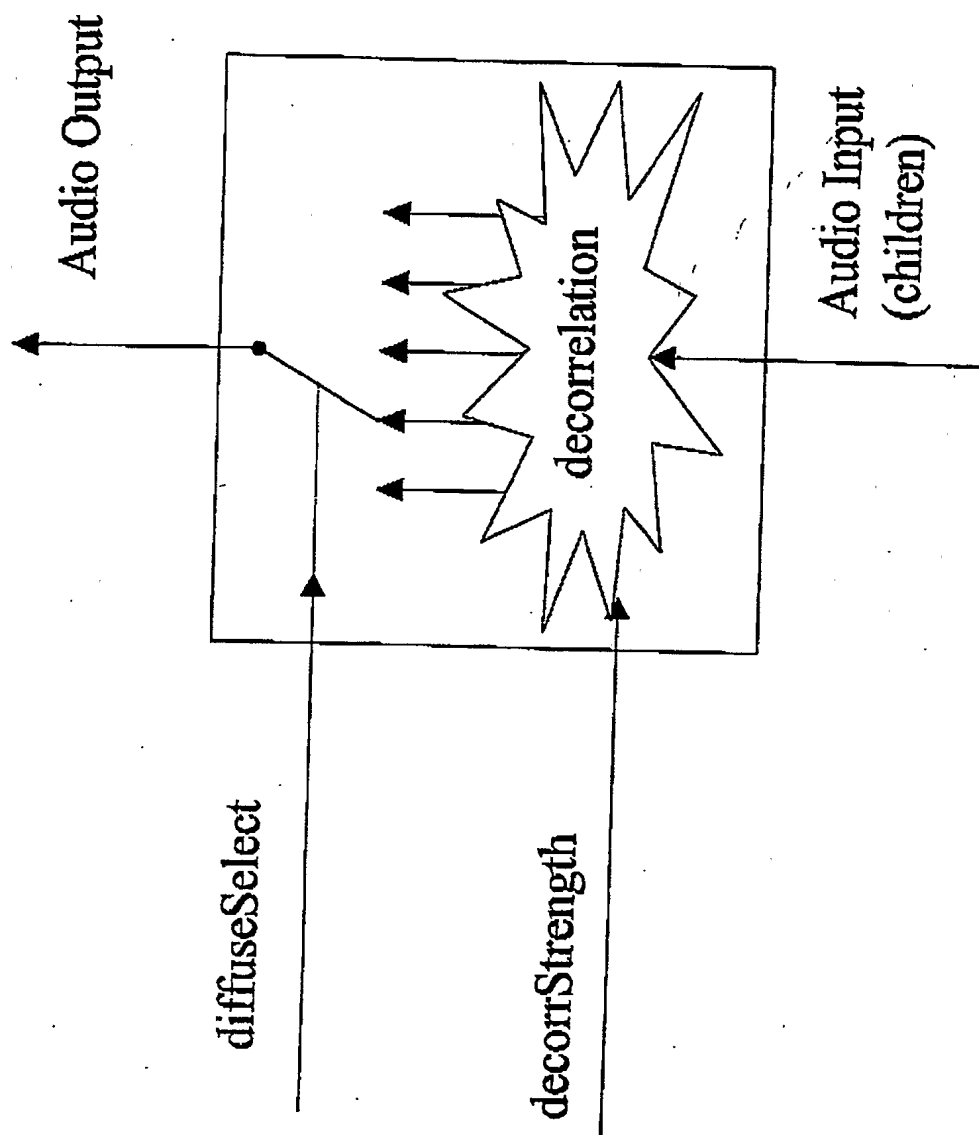 diffuseSelect
decorrStrength
Audio Output
decorrelation
Audio Input
(children)